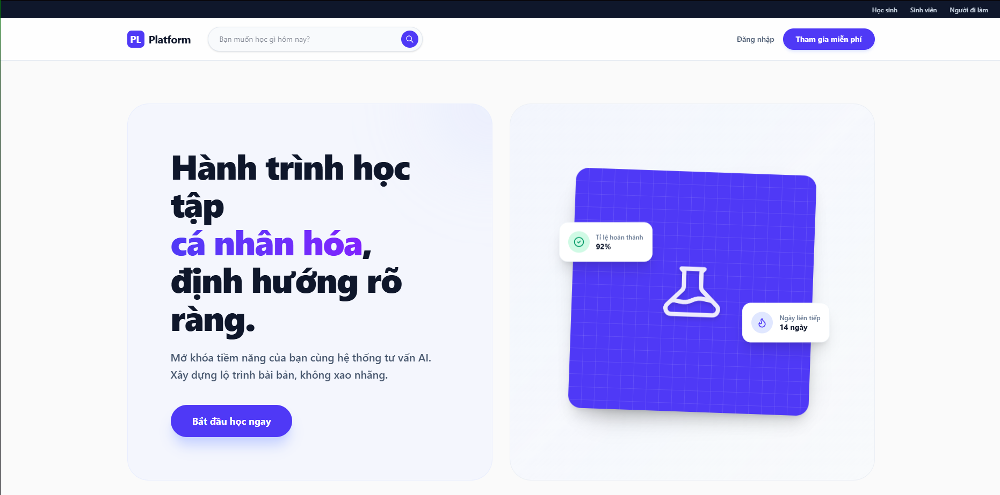 Học sinh
Sinh viên
Người đi làm
PL Platform
Bạn muốn học gì hôm nay?
Đăng nhập
Tham gia miễn phí
Hành trình học
tập
cá nhân hóa,
định hướng rõ
ràng.
Mở khóa tiềm năng của bạn cùng hệ thống tư vấn AI.
Xây dựng lộ trình bài bản, không xao nhãng.
Bắt đầu học ngay
Tỉ lệ hoàn thành
92%
Ngày liên tiếp
14 ngày